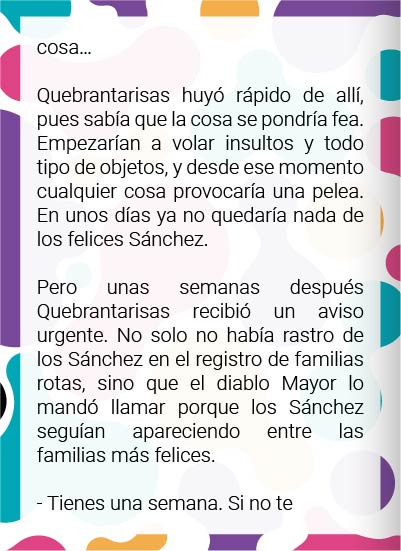 cosa...
Quebrantarisas huyó rápido de allí,
pues sabía que la cosa se pondría fea.
Empezarían a volar insultos y todo
tipo de objetos, y desde ese momento
cualquier cosa provocaría una pelea.
En unos días ya no quedaría nada de
los felices Sánchez.
Pero unas semanas después
Quebrantarisas recibió un aviso
urgente. No solo no había rastro de
los Sánchez en el registro de familias
rotas, sino que el diablo Mayor lo
mandó llamar porque los Sánchez
seguían apareciendo entre las
familias más felices.
- Tienes una semana. Si no te